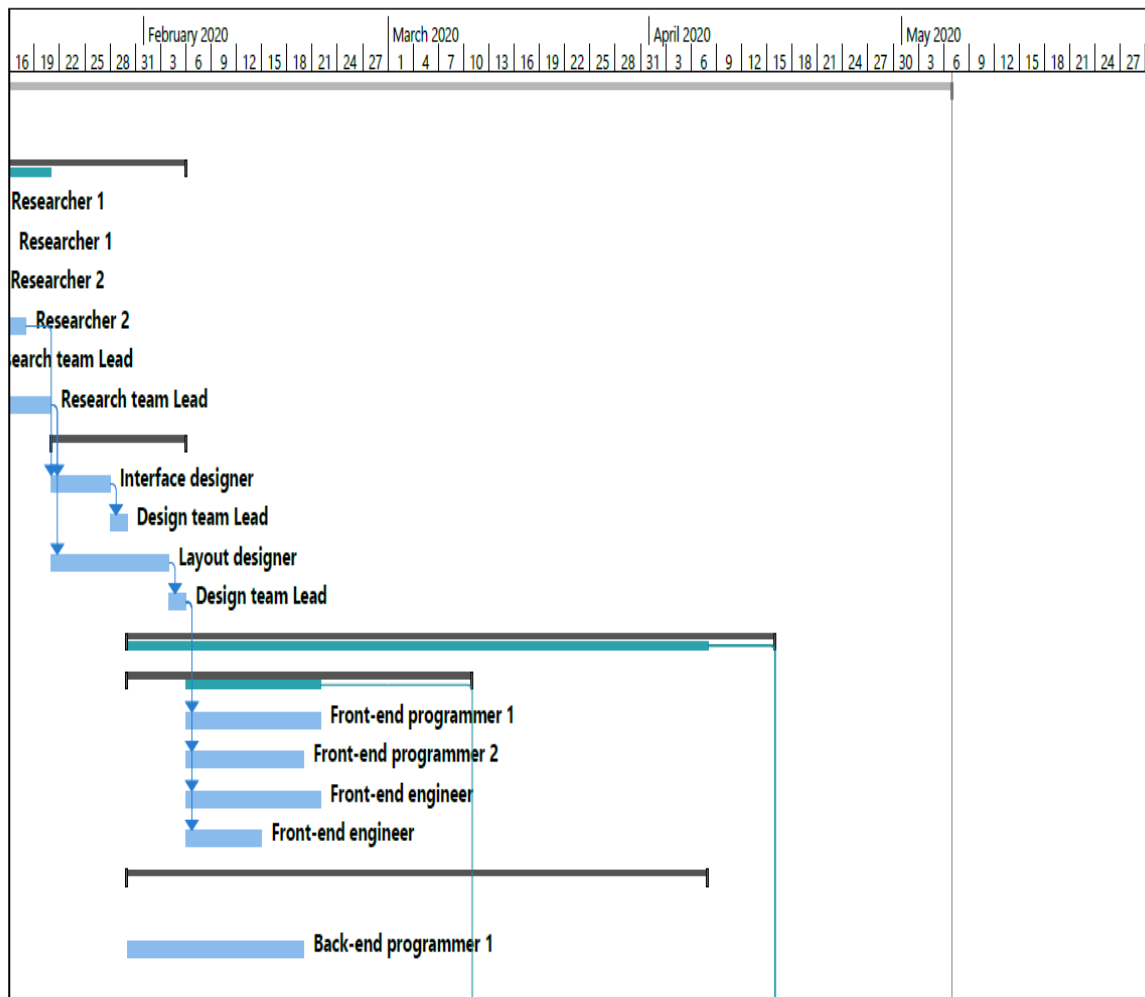 February 2020 March 2020 April 2020 May 2020
16 19 22 25 28 31 3 6 9 12 15 18 21 24 27 1 4 7 10 13 16 19 22 25 28 31 3 6 9 12 15 18 21 24 27 30 3 6 9 12 15 18 21 24 27
Researcher 1
Researcher 1
Researcher 2
Researcher 2
search team Lead
Research team Lead
Interface designer
Design team Lead
Layout designer
Design team Lead
Front-end programmer 1
Front-end programmer 2
Front-end engineer
Front-end engineer
Back-end programmer 1